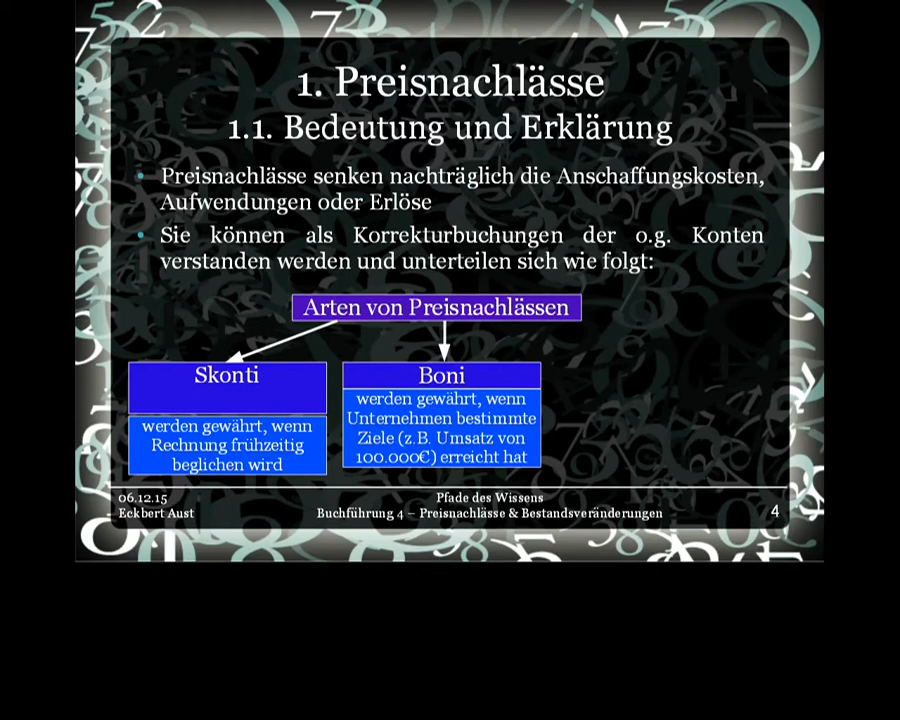 1. Preisnachlässe
1.1. Bedeutung und Erklärung
• Preisnachlässe senken nachträglich die Anschaffungskosten,
Aufwendungen oder Erlöse
• Sie können als Korrekturbuchungen der o.g. Konten
verstanden werden und unterteilen sich wie folgt:
Arten von Preisnachlässen
Skonti
werden gewährt, wenn
Rechnung frühzeitig
beglichen wird
Boni
werden gewährt, wenn
Unternehmen bestimmte
Ziele (z.B. Umsatz von
100.000€) erreicht hat
06.12.15
Eckbert Aust
Pfade des Wissens
Buchführung 4 – Preisnachlässe & Bestandsveränderungen
4